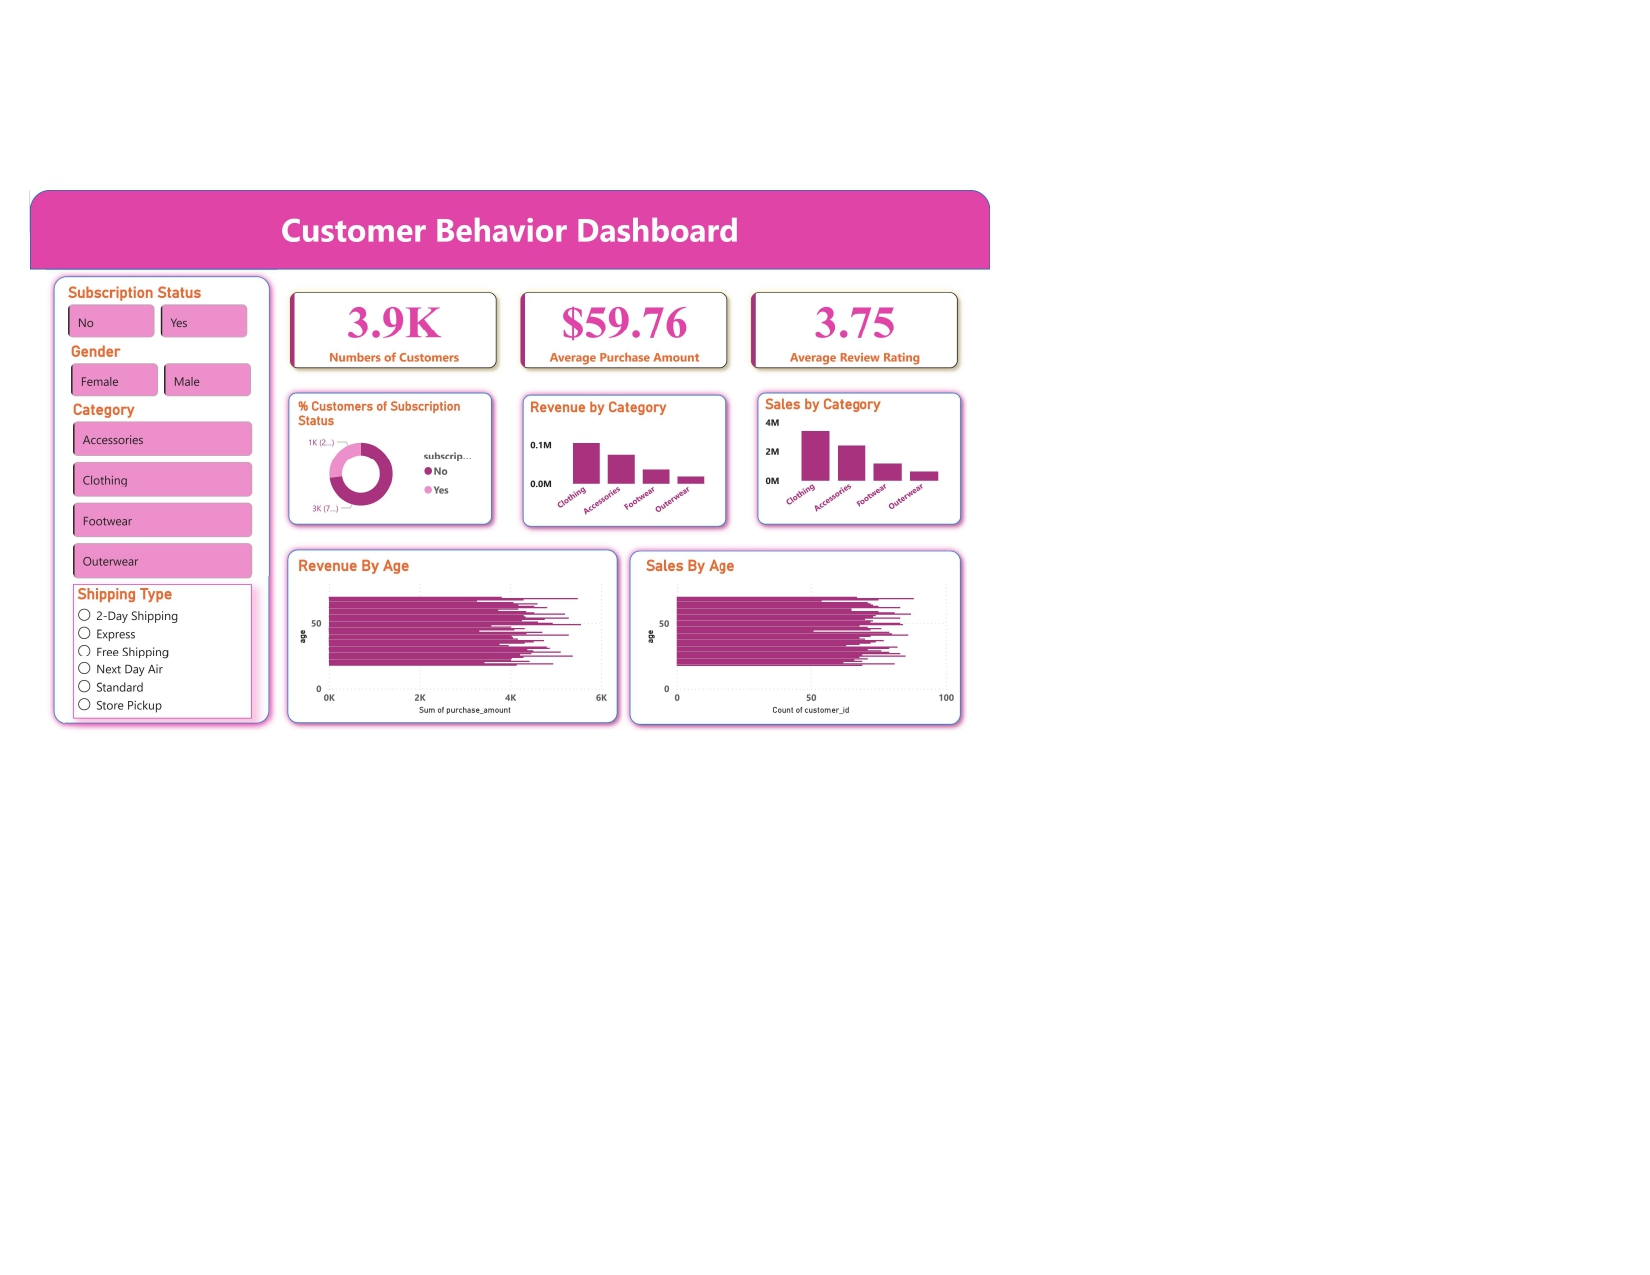 Customer Behavior Dashboard
Subscription Status
No
Yes
Gender
Female
Male
Category
Accessories
Clothing
Footwear
Outerwear
Shipping Type
2-Day Shipping
Express
Free Shipping
Next Day Air
Standard
Store Pickup
3.9K
Numbers of Customers
$59.76
Average Purchase Amount
3.75
Average Review Rating
% Customers of Subscription
Status
1K (2...)
3K (7...)
subscrip...
No
Yes
Revenue by Category
0.1M
0.0M
Clothing
Accessories
Footwear
Outerwear
Sales by Category
4M
2M
0M
Clothing
Accessories
Footwear
Outerwear
Revenue By Age
age
50
0
0K
2K
4K
6K
Sum of purchase_amount
Sales By Age
age
50
0
0
50
100
Count of customer_id